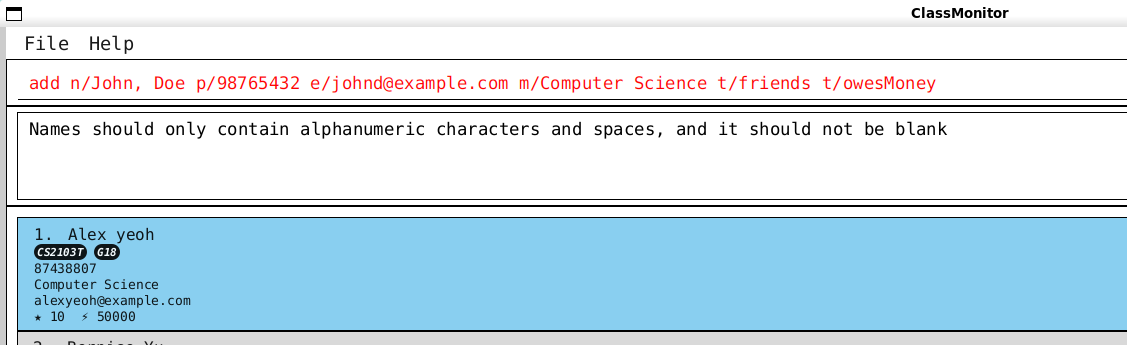 ClassMonitor
File Help
add n/John, Doe p/98765432 e/johnd@example.com m/Computer Science t/friends t/owesMoney
Names should only contain alphanumeric characters and spaces, and it should not be blank
1. Alex yeoh
CS2103T G18
87438807
Computer Science
alexyeoh@example.com
★ 10 ⚡ 50000